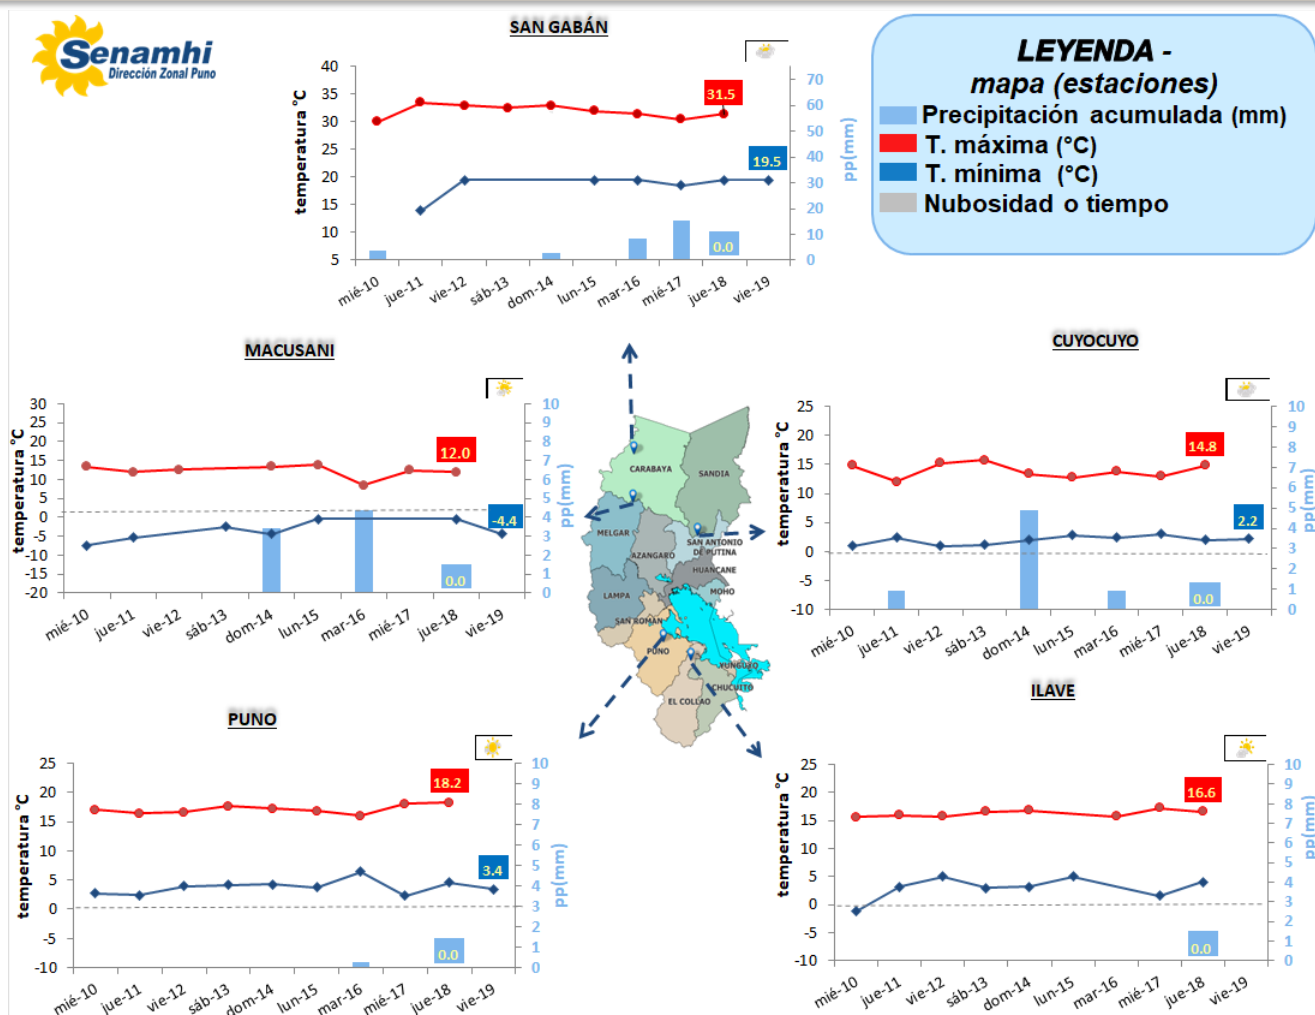 Senamhi
Dirección Zonal Puno
SAN GABÁN
LEYENDA -
mapa (estaciones)
Precipitación acumulada (mm)
T. máxima (°C)
T. mínima (°C)
Nubosidad o tiempo
temperatura °C
40
35
30
25
20
15
10
5
31.5
19.5
0.0
pp(mm)
70
60
50
40
30
20
10
0
mié-10 jue-11 vie-12 sáb-13 dom-14 lun-15 mar-16 mié-17 jue-18 vie-19
MACUSANI
temperatura °C
30
25
20
15
10
5
0
-5
-10
-15
-20
12.0
-4.4
0.0
pp(mm)
10
9
8
7
6
5
4
3
2
1
0
mié-10 jue-11 vie-12 sáb-13 dom-14 lun-15 mar-16 mié-17 jue-18 vie-19
CARABAYA
SANDIA
MELGAR
AZANGARO
SAN ANTONIO
DE PUTINA
HUANCANE
LAMPA
MOHO
SAN ROMAN
PUNO
YUNGUYO
CHUCUITO
EL COLLAO
CUYOCUYO
temperatura °C
25
20
15
10
5
0
-5
-10
14.8
2.2
0.0
pp(mm)
10
9
8
7
6
5
4
3
2
1
0
mié-10 jue-11 vie-12 sáb-13 dom-14 lun-15 mar-16 mié-17 jue-18 vie-19
PUNO
temperatura °C
25
20
15
10
5
0
-5
-10
18.2
3.4
0.0
pp(mm)
10
9
8
7
6
5
4
3
2
1
0
mié-10 jue-11 vie-12 sáb-13 dom-14 lun-15 mar-16 mié-17 jue-18 vie-19
ILAVE
temperatura °C
25
20
15
10
5
0
-5
-10
16.6
0.0
pp(mm)
10
9
8
7
6
5
4
3
2
1
0
mié-10 jue-11 vie-12 sáb-13 dom-14 lun-15 mar-16 mié-17 jue-18 vie-19